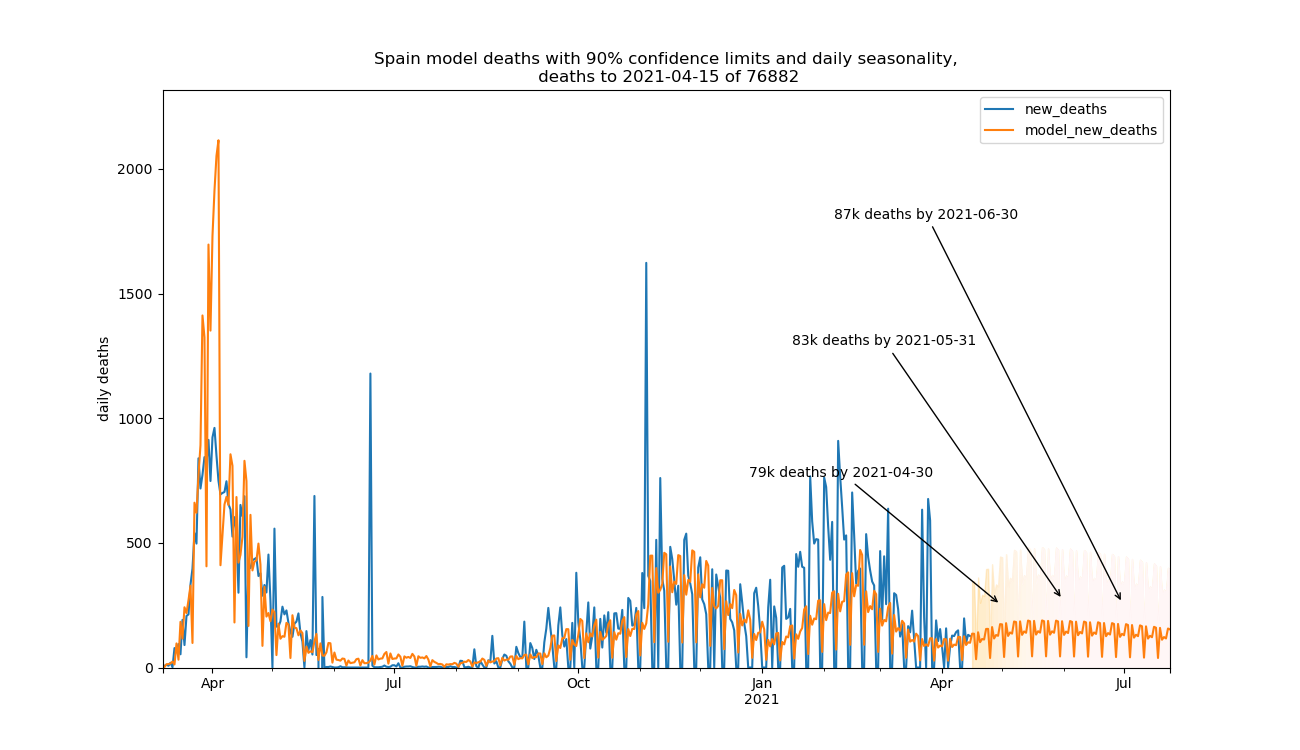 Spain model deaths with 90% confidence limits and daily seasonality,
deaths to 2021-04-15 of 76882
new_deaths
model_new_deaths
2000
1500
1000
500
0
daily deaths
87k deaths by 2021-06-30
83k deaths by 2021-05-31
79k deaths by 2021-04-30
Apr
Jul
Oct
Jan
2021
Apr
Jul